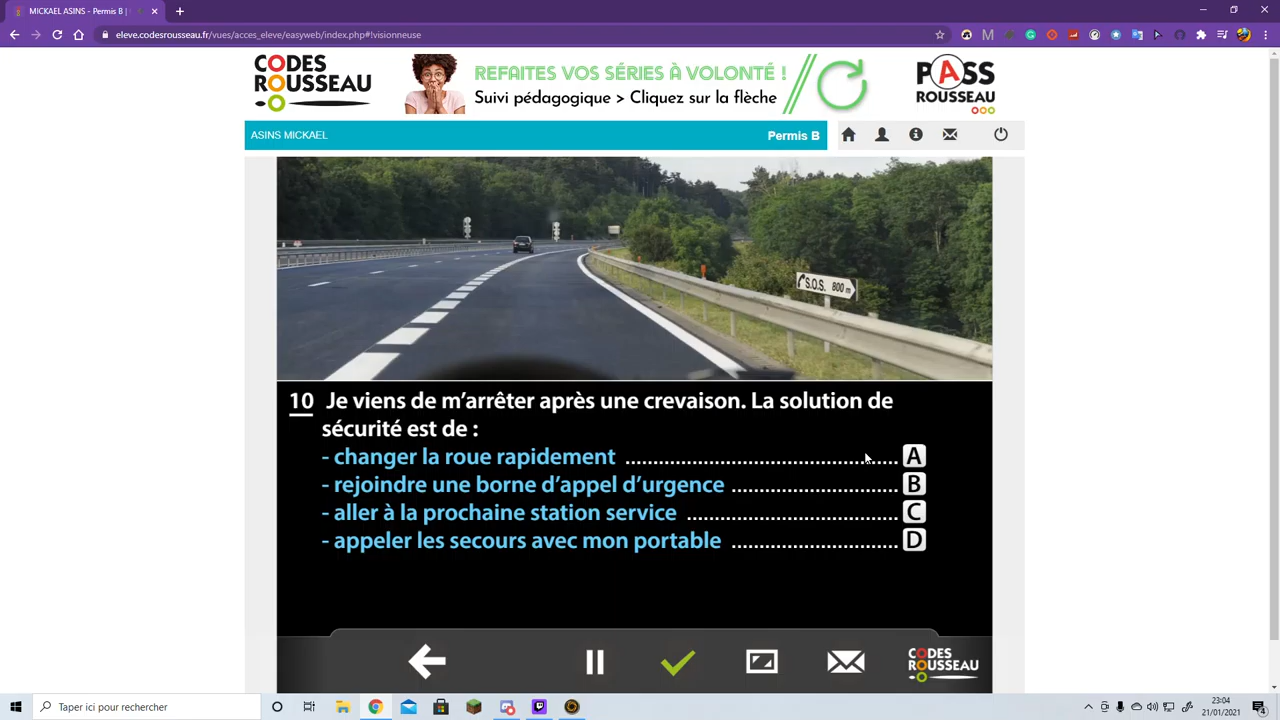 MICKAEL ASINS - Permis B |
eleve.codesrousseau.fr/vues/acces_eleve/easyweb/index.php#!visionneuse
CODES
ROUSSEAU
REFAITES VOS SÉRIES À VOLONTÉ !
Suivi pédagogique > Cliquez sur la flèche
PASS
ROUSSEAU
ASINS MICKAEL
Permis B
S.O.S. 800 m
10 Je viens de m'arrêter après une crevaison. La solution de
sécurité est de :
- changer la roue rapidement ........ A
- rejoindre une borne d'appel d'urgence ........ B
- aller à la prochaine station service ........ C
- appeler les secours avec mon portable ........ D
CODES
ROUSSEAU
Taper ici pour rechercher
23:04
21/01/2021
4